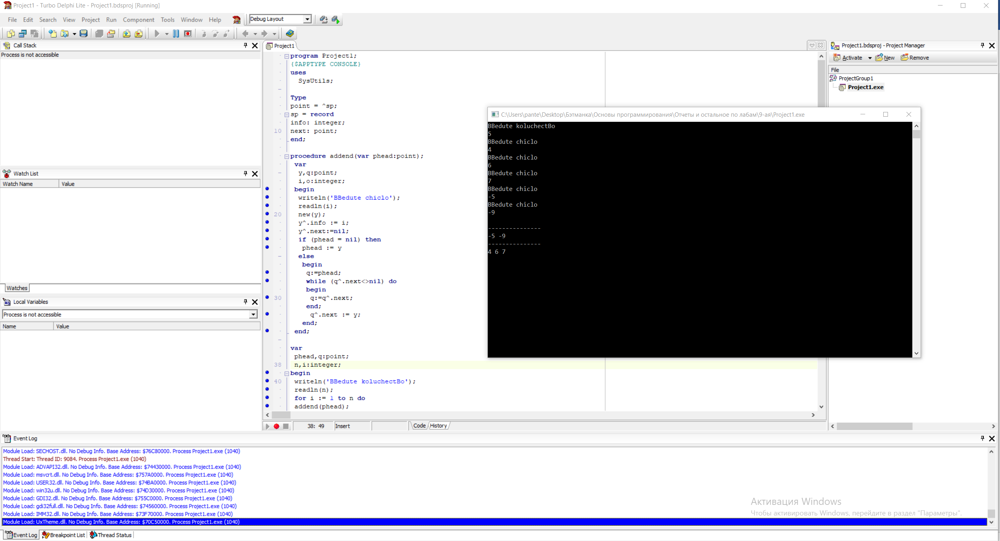 Project1 - Turbo Delphi Lite - Project1.bdsproj [Running]
File Edit Search View Project Run Component Tools Window Help
Debug Layout
Call Stack
Process is not accessible
Watch List
Watch Name Value
Watches
Local Variables
Process is not accessible
Name Value
Project1
program Project1;
{$APPTYPE CONSOLE}
uses
SysUtils;
Type
point = ^sp;
sp = record
info: integer;
10 next: point;
end;
procedure addend(var phead:point);
var
y,q:point;
i,o:integer;
begin
writeln('BBedute chiclo');
readln(i);
20 new(y);
y^.info := i;
y^.next:=nil;
if (phead = nil) then
phead := y
else
begin
q:=phead;
while (q^.next<>nil) do
begin
30 q:=q^.next;
end;
q^.next := y;
end;
end;
var
phead,q:point;
38 n,i:integer;
begin
40 writeln('BBedute koluchectBo');
readln(n);
for i := 1 to n do
addend(phead);
38: 49 Insert Code History
C:\Users\pante\Desktop\Бэтманка\Основы программирования\Отчеты и остальное по лабам\9-ая\Project1.exe
BBedute koluchectBo
5
BBedute chiclo
4
BBedute chiclo
6
BBedute chiclo
7
BBedute chiclo
-5
BBedute chiclo
-9
---------------
-5 -9
---------------
4 6 7
Project1.bdsproj - Project Manager
Activate New Remove
File
ProjectGroup1
Project1.exe
Event Log
Module Load: SECHOST.dll. No Debug Info. Base Address: $76C80000. Process Project1.exe (1040)
Thread Start: Thread ID: 9084. Process Project1.exe (1040)
Module Load: ADVAPI32.dll. No Debug Info. Base Address: $74430000. Process Project1.exe (1040)
Module Load: msvcrt.dll. No Debug Info. Base Address: $757A0000. Process Project1.exe (1040)
Module Load: USER32.dll. No Debug Info. Base Address: $74BA0000. Process Project1.exe (1040)
Module Load: win32u.dll. No Debug Info. Base Address: $74D30000. Process Project1.exe (1040)
Module Load: GDI32.dll. No Debug Info. Base Address: $755C0000. Process Project1.exe (1040)
Module Load: gdi32full.dll. No Debug Info. Base Address: $74560000. Process Project1.exe (1040)
Module Load: IMM32.dll. No Debug Info. Base Address: $73F70000. Process Project1.exe (1040)
Module Load: UxTheme.dll. No Debug Info. Base Address: $70C50000. Process Project1.exe (1040)
Активация Windows
Чтобы активировать Windows, перейдите в раздел "Параметры".
Event Log Breakpoint List Thread Status